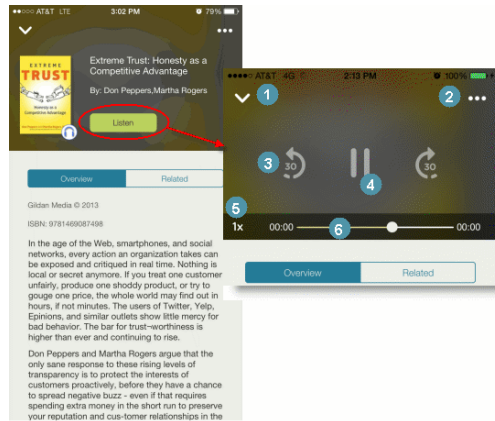 AT&T LTE 3:02 PM 79%
EXTREME
TRUST
Honesty as a
Competitive Advantage
Extreme Trust: Honesty as a
Competitive Advantage
By: Don Peppers,Martha Rogers
Listen
Overview Related
Gildan Media © 2013
ISBN: 9781469087498
In the age of the Web, smartphones, and social
networks, every action an organization takes can
be exposed and critiqued in real time. Nothing is
local or secret anymore. If you treat one customer
unfairly, produce one shoddy product, or try to
gouge one price, the whole world may find out in
hours, if not minutes. The users of Twitter, Yelp,
Epinions, and similar outlets show little mercy for
bad behavior. The bar for trust-worthiness is
higher than ever and continuing to rise.
Don Peppers and Martha Rogers argue that the
only sane response to these rising levels of
transparency is to protect the interests of
customers proactively, before they have a chance
to spread negative buzz - even if that requires
spending extra money in the short run to preserve
your reputation and cus-tomer relationships in the
AT&T 4G 2:13 PM 100%
1
2
3 30
4
30
5
1x 00:00 6 00:00
Overview Related